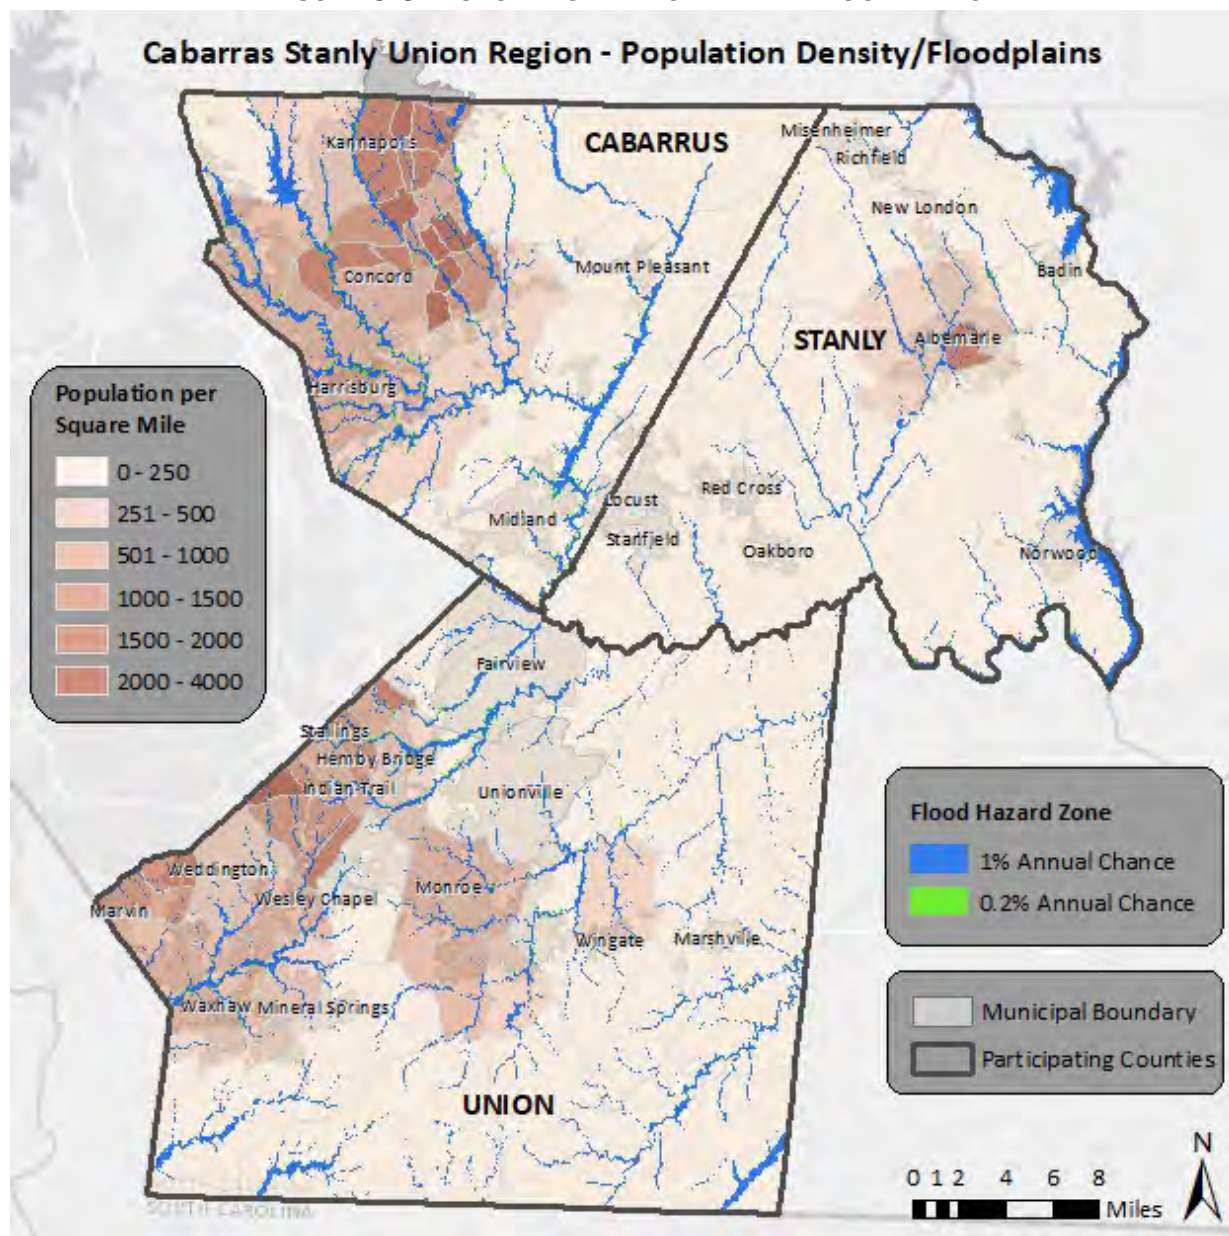 Cabarras Stanly Union Region - Population Density/Floodplains
CABARRUS
Kannapolis
Misenheimer
Richfield
New London
Concord
Mount Pleasant
Badin
STANLY
Albemarle
Harrisburg
Population per
Square Mile
0 - 250
251 - 500
501 - 1000
1000 - 1500
1500 - 2000
2000 - 4000
Midland
Locust
Red Cross
Stanfield
Oakboro
Norwood
Fairview
Stallings
Hemby Bridge
Indian Trail
Unionville
Weddington
Wesley Chapel
Monroe
Marvin
Wingate
Marshville
Waxhaw
Mineral Springs
UNION
Flood Hazard Zone
1% Annual Chance
0.2% Annual Chance
Municipal Boundary
Participating Counties
N
0 1 2 4 6 8
Miles
SOUTH CAROLINA